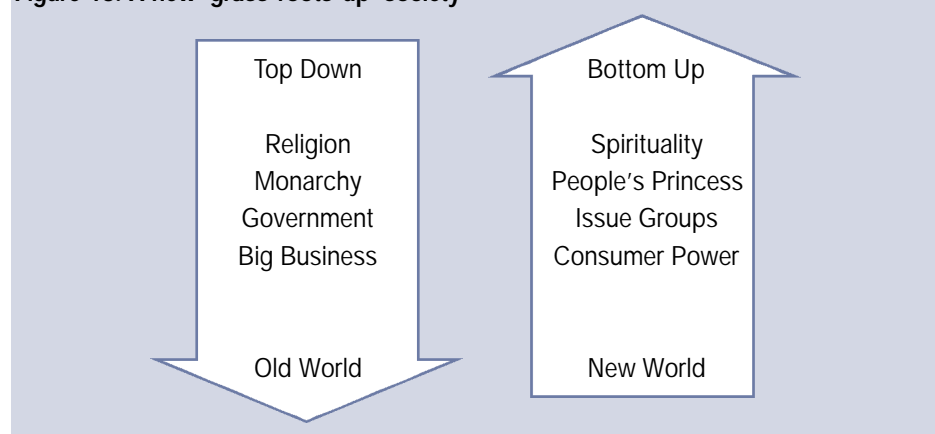 Top Down
Religion
Monarchy
Government
Big Business
Old World
Bottom Up
Spirituality
People's Princess
Issue Groups
Consumer Power
New World